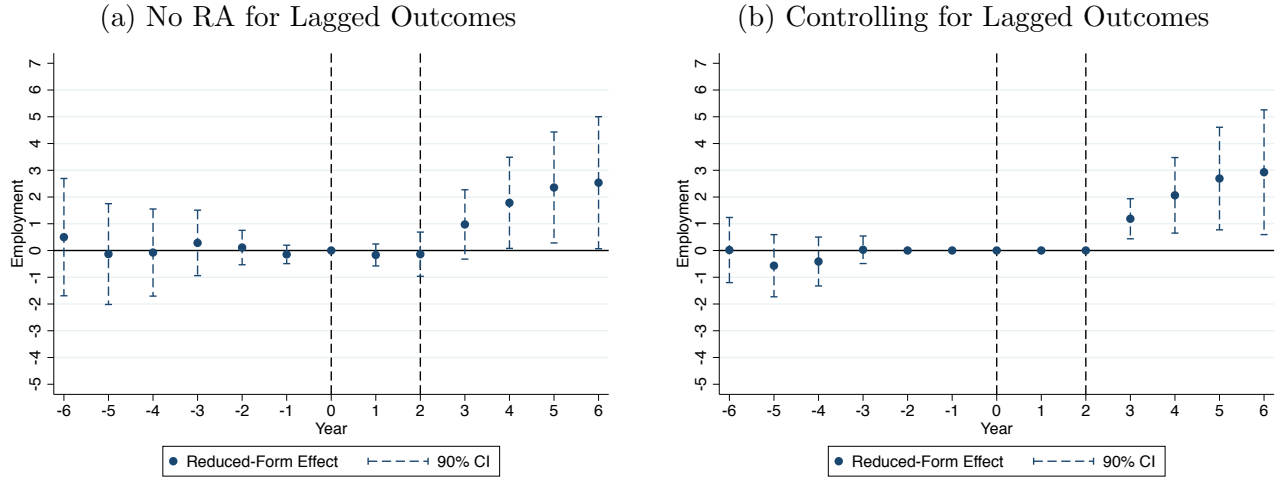 (a) No RA for Lagged Outcomes
7
6
5
4
3
2
1
0
-1
-2
-3
-4
-5
Employment
-6 -5 -4 -3 -2 -1 0 1 2 3 4 5 6
Year
Reduced-Form Effect 90% CI
(b) Controlling for Lagged Outcomes
7
6
5
4
3
2
1
0
-1
-2
-3
-4
-5
Employment
-6 -5 -4 -3 -2 -1 0 1 2 3 4 5 6
Year
Reduced-Form Effect 90% CI